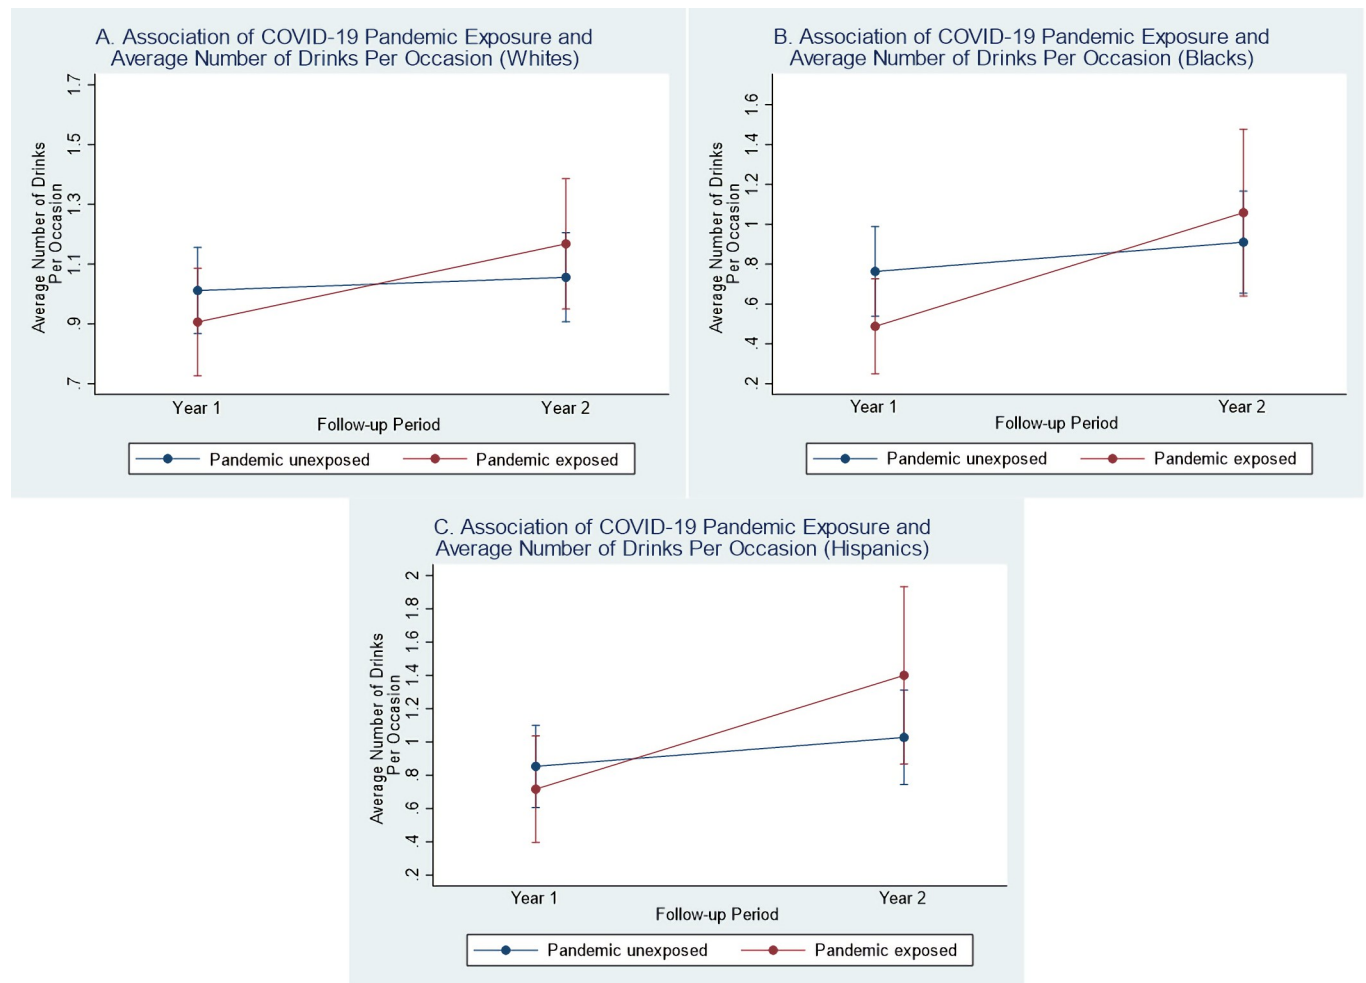 A. Association of COVID-19 Pandemic Exposure and
Average Number of Drinks Per Occasion (Whites)
Average Number of Drinks
Per Occasion
1.7
1.5
1.3
1.1
.9
.7
Year 1
Year 2
Follow-up Period
Pandemic unexposed
Pandemic exposed
B. Association of COVID-19 Pandemic Exposure and
Average Number of Drinks Per Occasion (Blacks)
Average Number of Drinks
Per Occasion
1.6
1.4
1.2
1
.8
.6
.4
.2
Year 1
Year 2
Follow-up Period
Pandemic unexposed
Pandemic exposed
C. Association of COVID-19 Pandemic Exposure and
Average Number of Drinks Per Occasion (Hispanics)
Average Number of Drinks
Per Occasion
2
1.8
1.6
1.4
1.2
1
.8
.6
.4
.2
Year 1
Year 2
Follow-up Period
Pandemic unexposed
Pandemic exposed